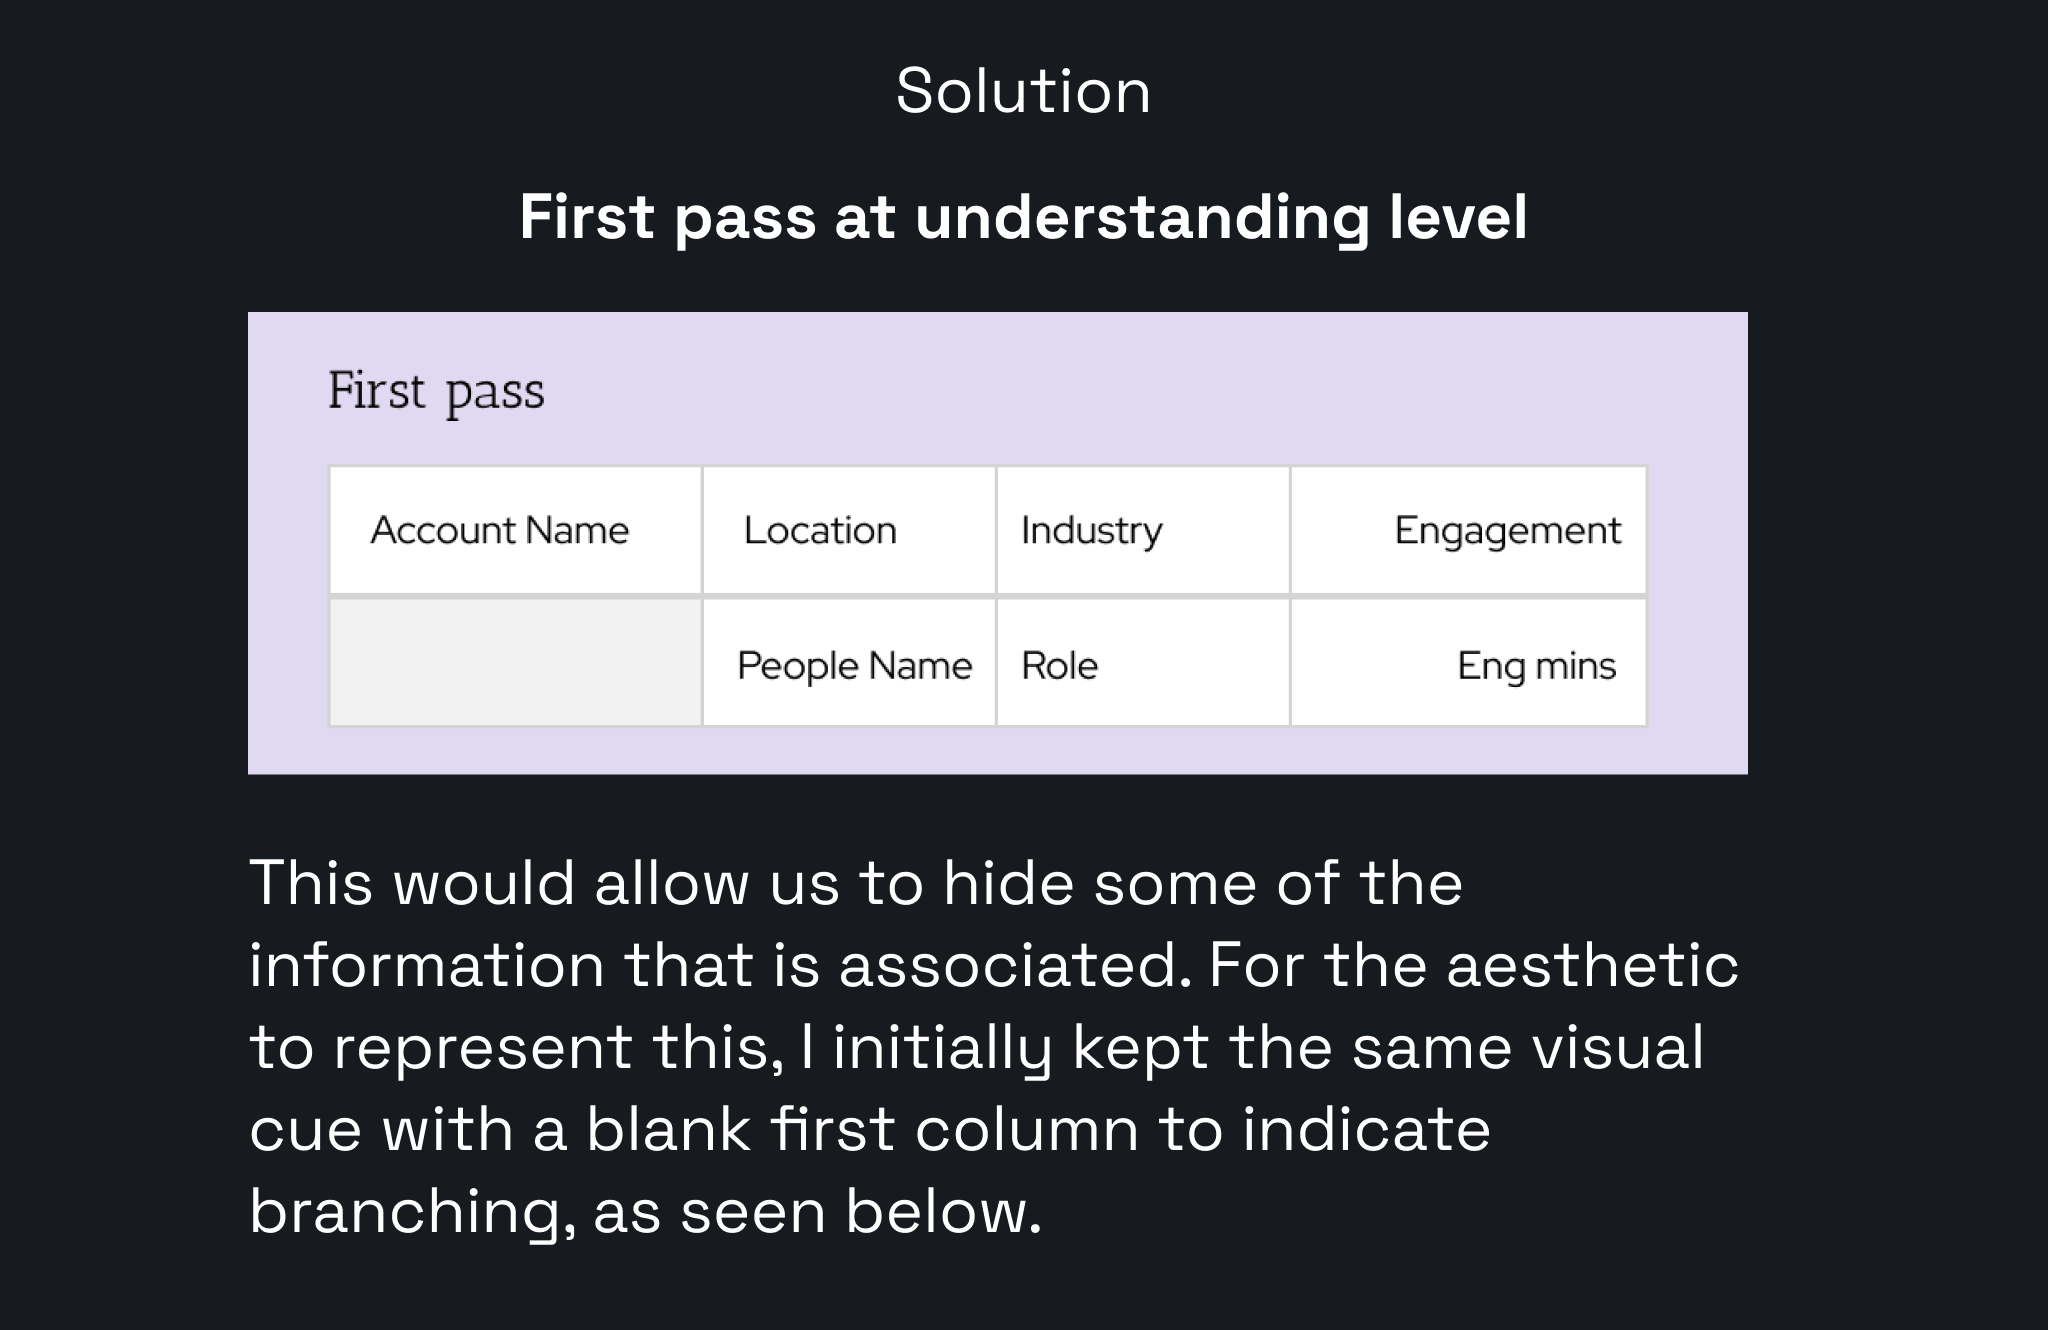 Solution
First pass at understanding level
First pass
Account Name Location Industry Engagement
People Name Role Eng mins
This would allow us to hide some of the
information that is associated. For the aesthetic
to represent this, I initially kept the same visual
cue with a blank first column to indicate
branching, as seen below.